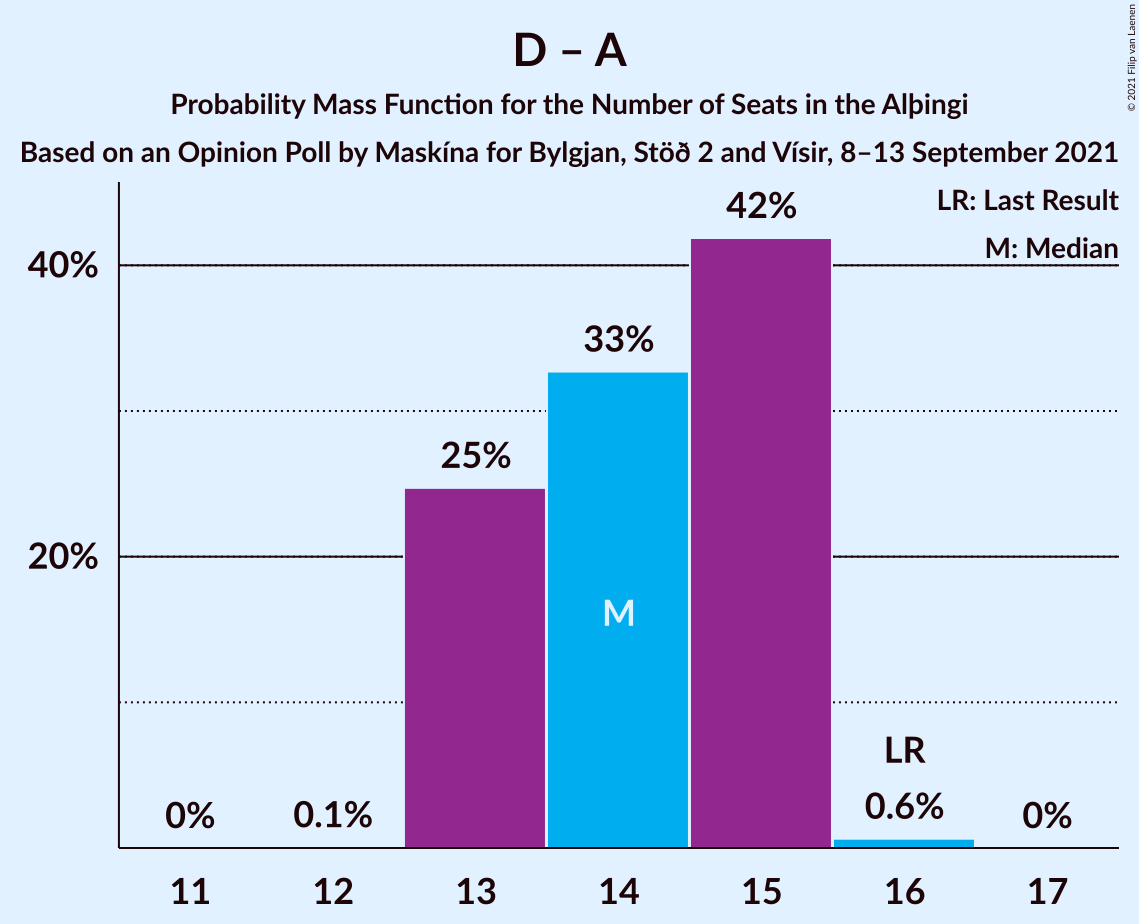 D – A
Probability Mass Function for the Number of Seats in the Alþingi
Based on an Opinion Poll by Maskína for Bylgjan, Stöð 2 and Vísir, 8–13 September 2021
© 2021 Filip van Laenen
LR: Last Result
M: Median
42%
40%
33%
25%
20%
M
LR
0%
0.1%
0.6%
0%
11 12 13 14 15 16 17